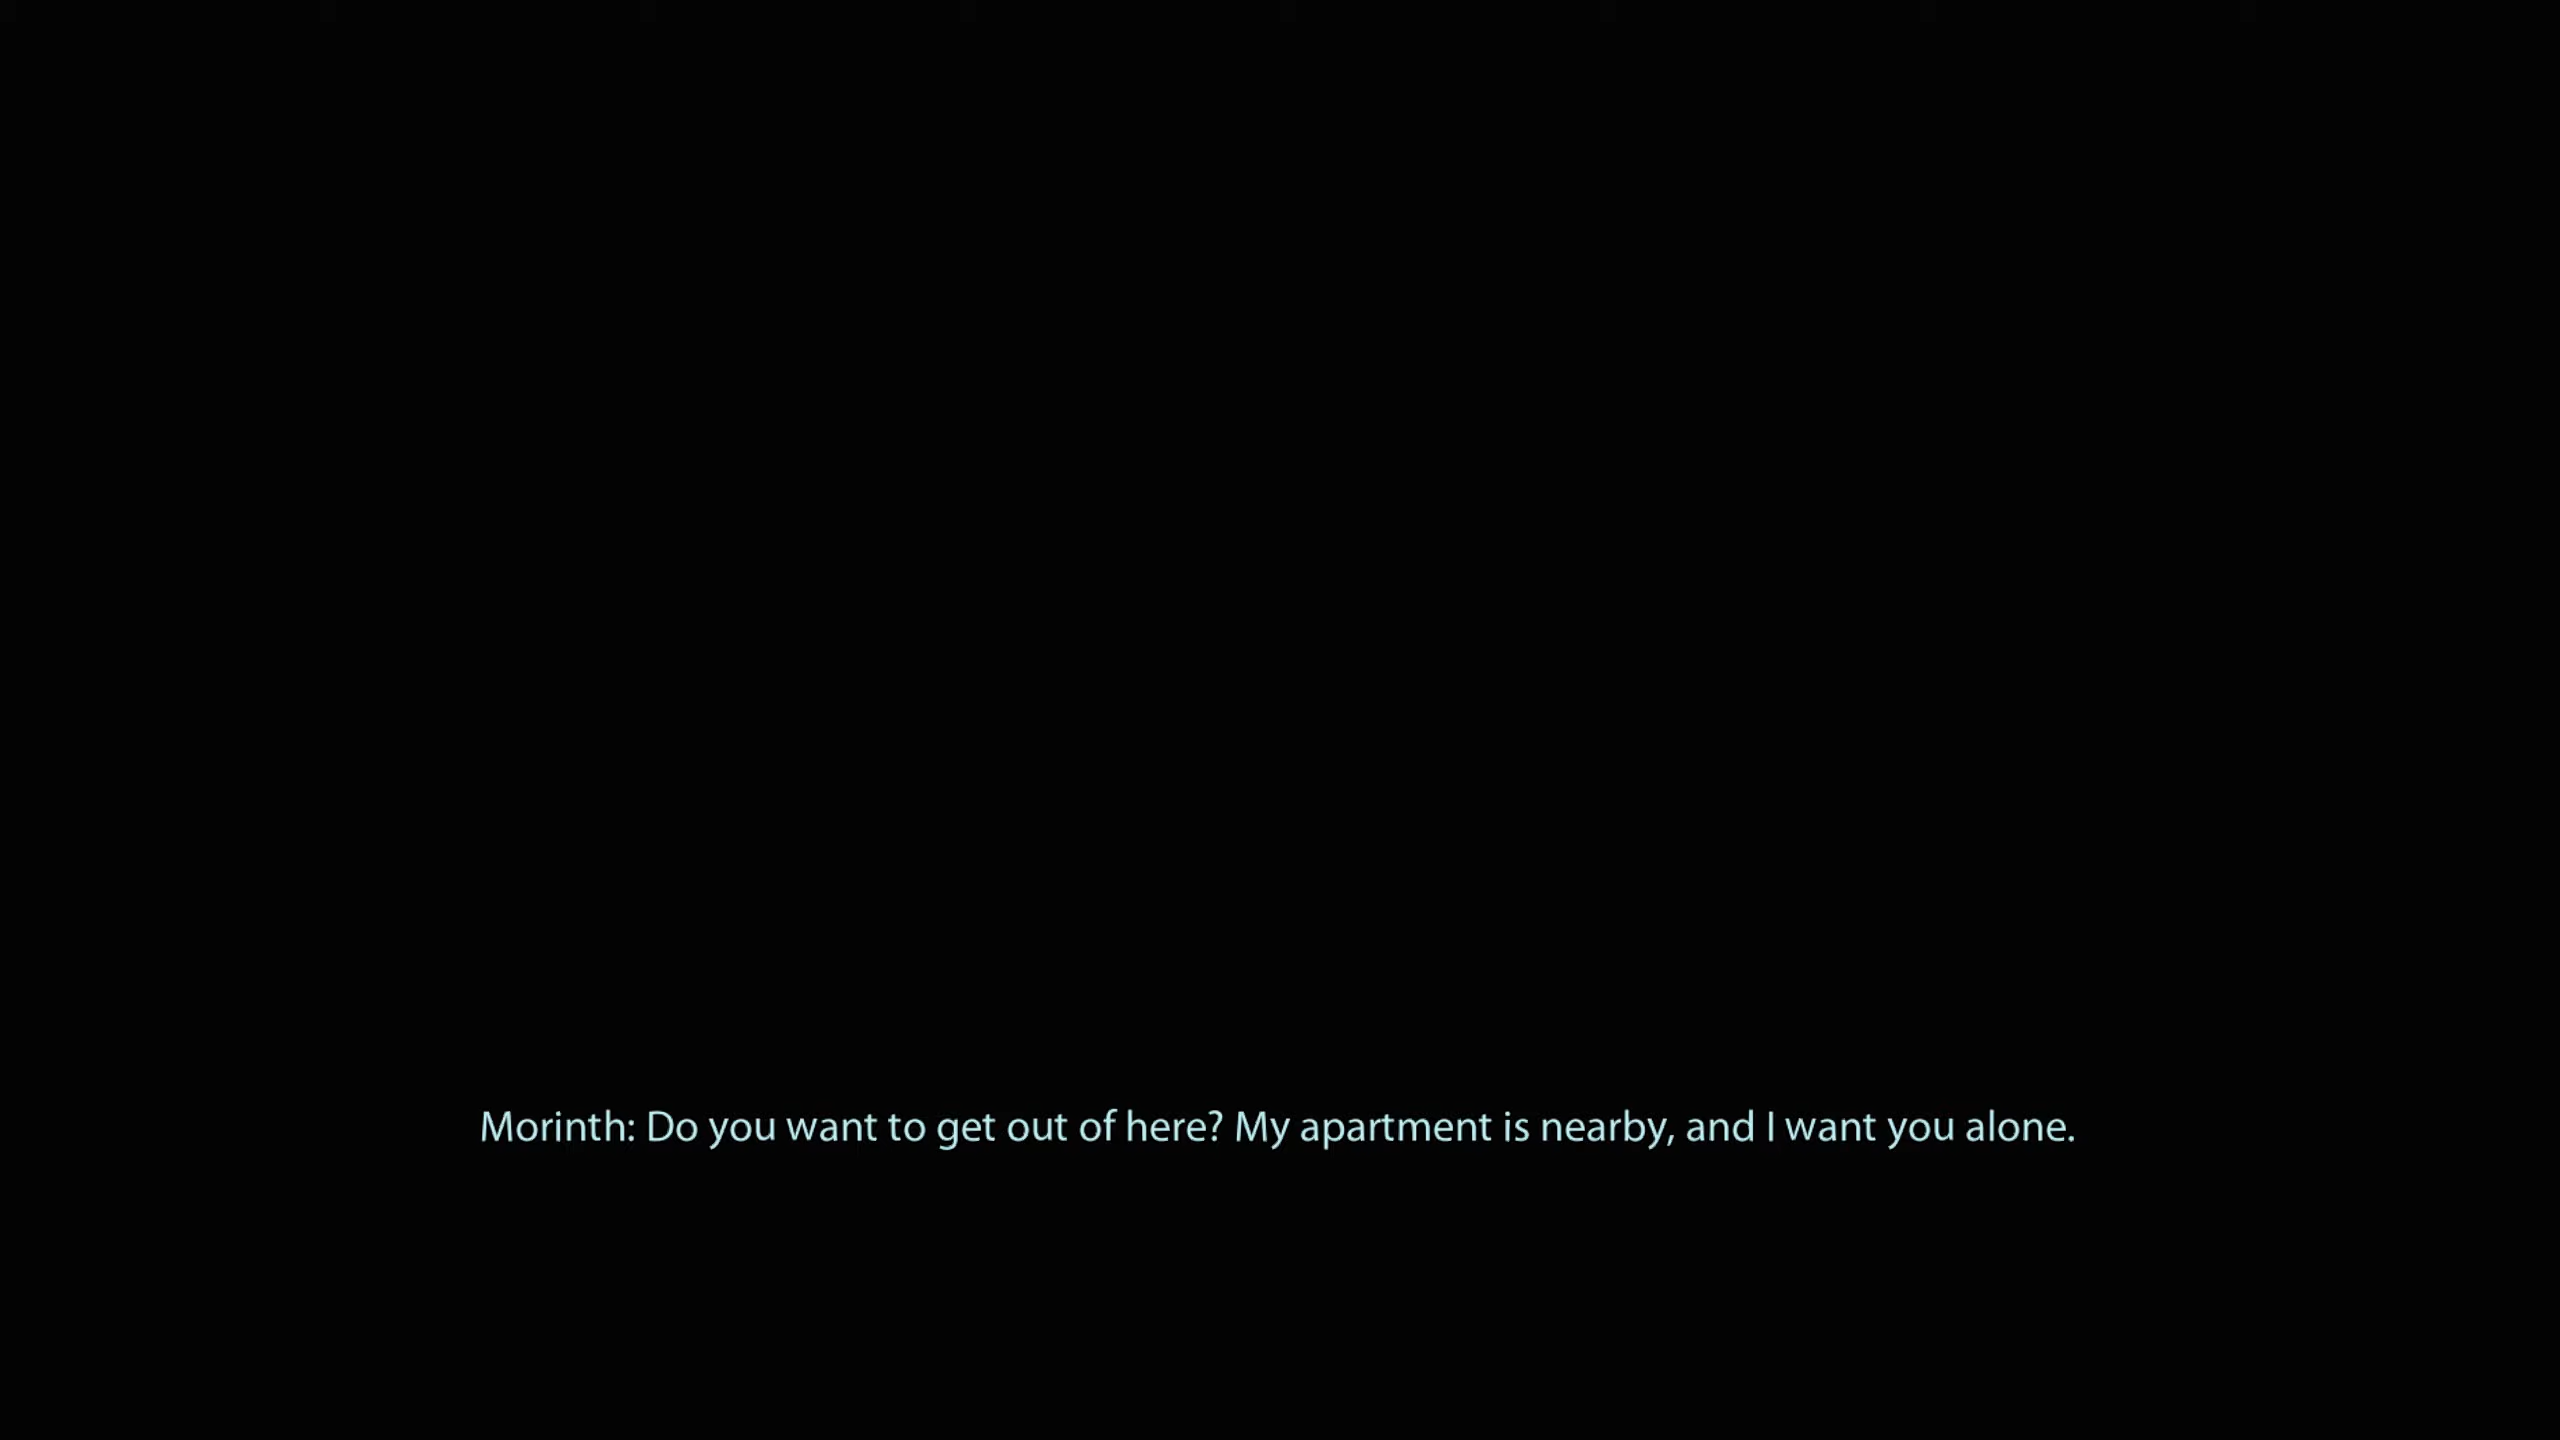 Morinth: Do you want to get out of here? My apartment is nearby, and I want you alone.